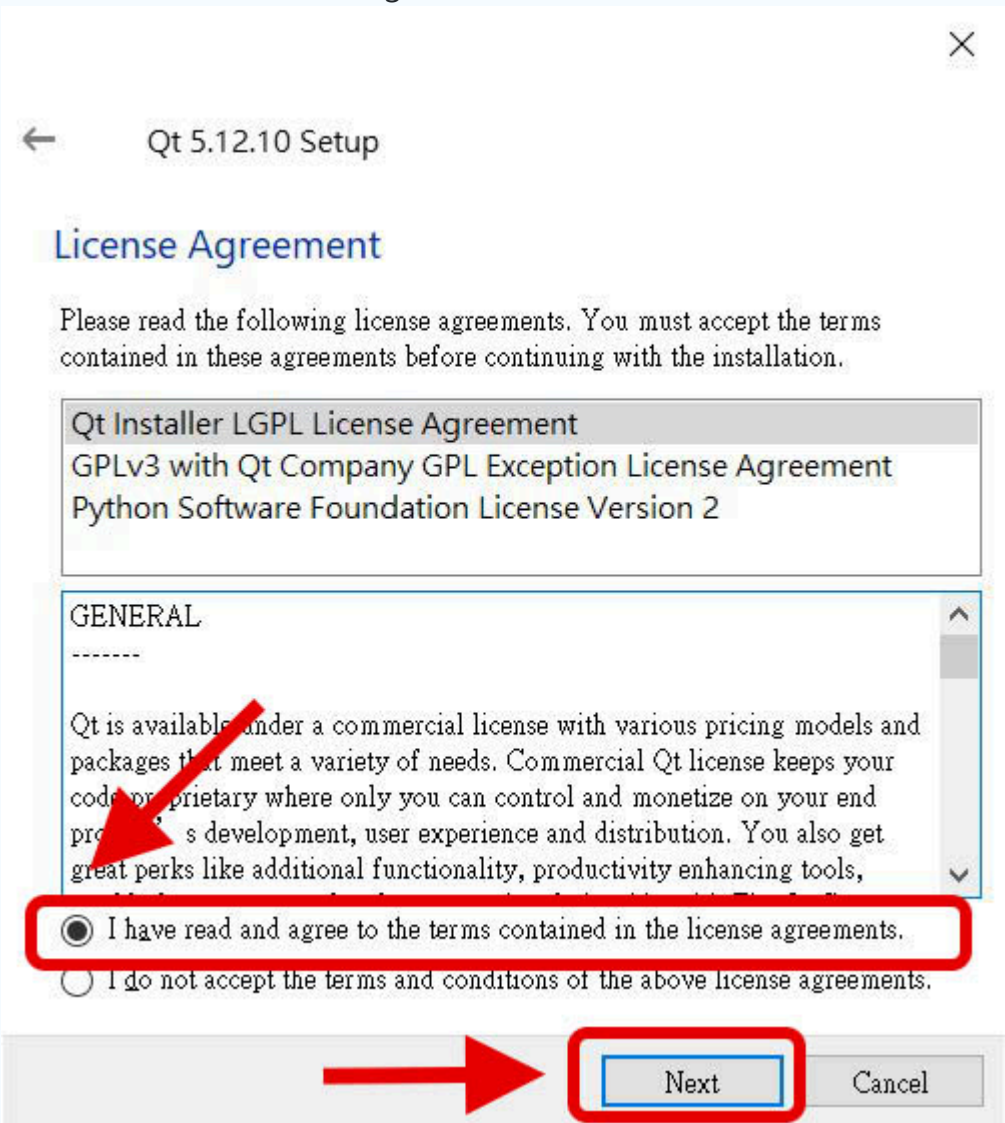 Qt 5.12.10 Setup
License Agreement
Please read the following license agreements. You must accept the terms
contained in these agreements before continuing with the installation.
Qt Installer LGPL License Agreement
GPLv3 with Qt Company GPL Exception License Agreement
Python Software Foundation License Version 2
GENERAL
-------
Qt is available under a commercial license with various pricing models and
packages that meet a variety of needs. Commercial Qt license keeps your
code proprietary where only you can control and monetize on your end
product’ s development, user experience and distribution. You also get
great perks like additional functionality, productivity enhancing tools,
I have read and agree to the terms contained in the license agreements.
I do not accept the terms and conditions of the above license agreements.
Next
Cancel